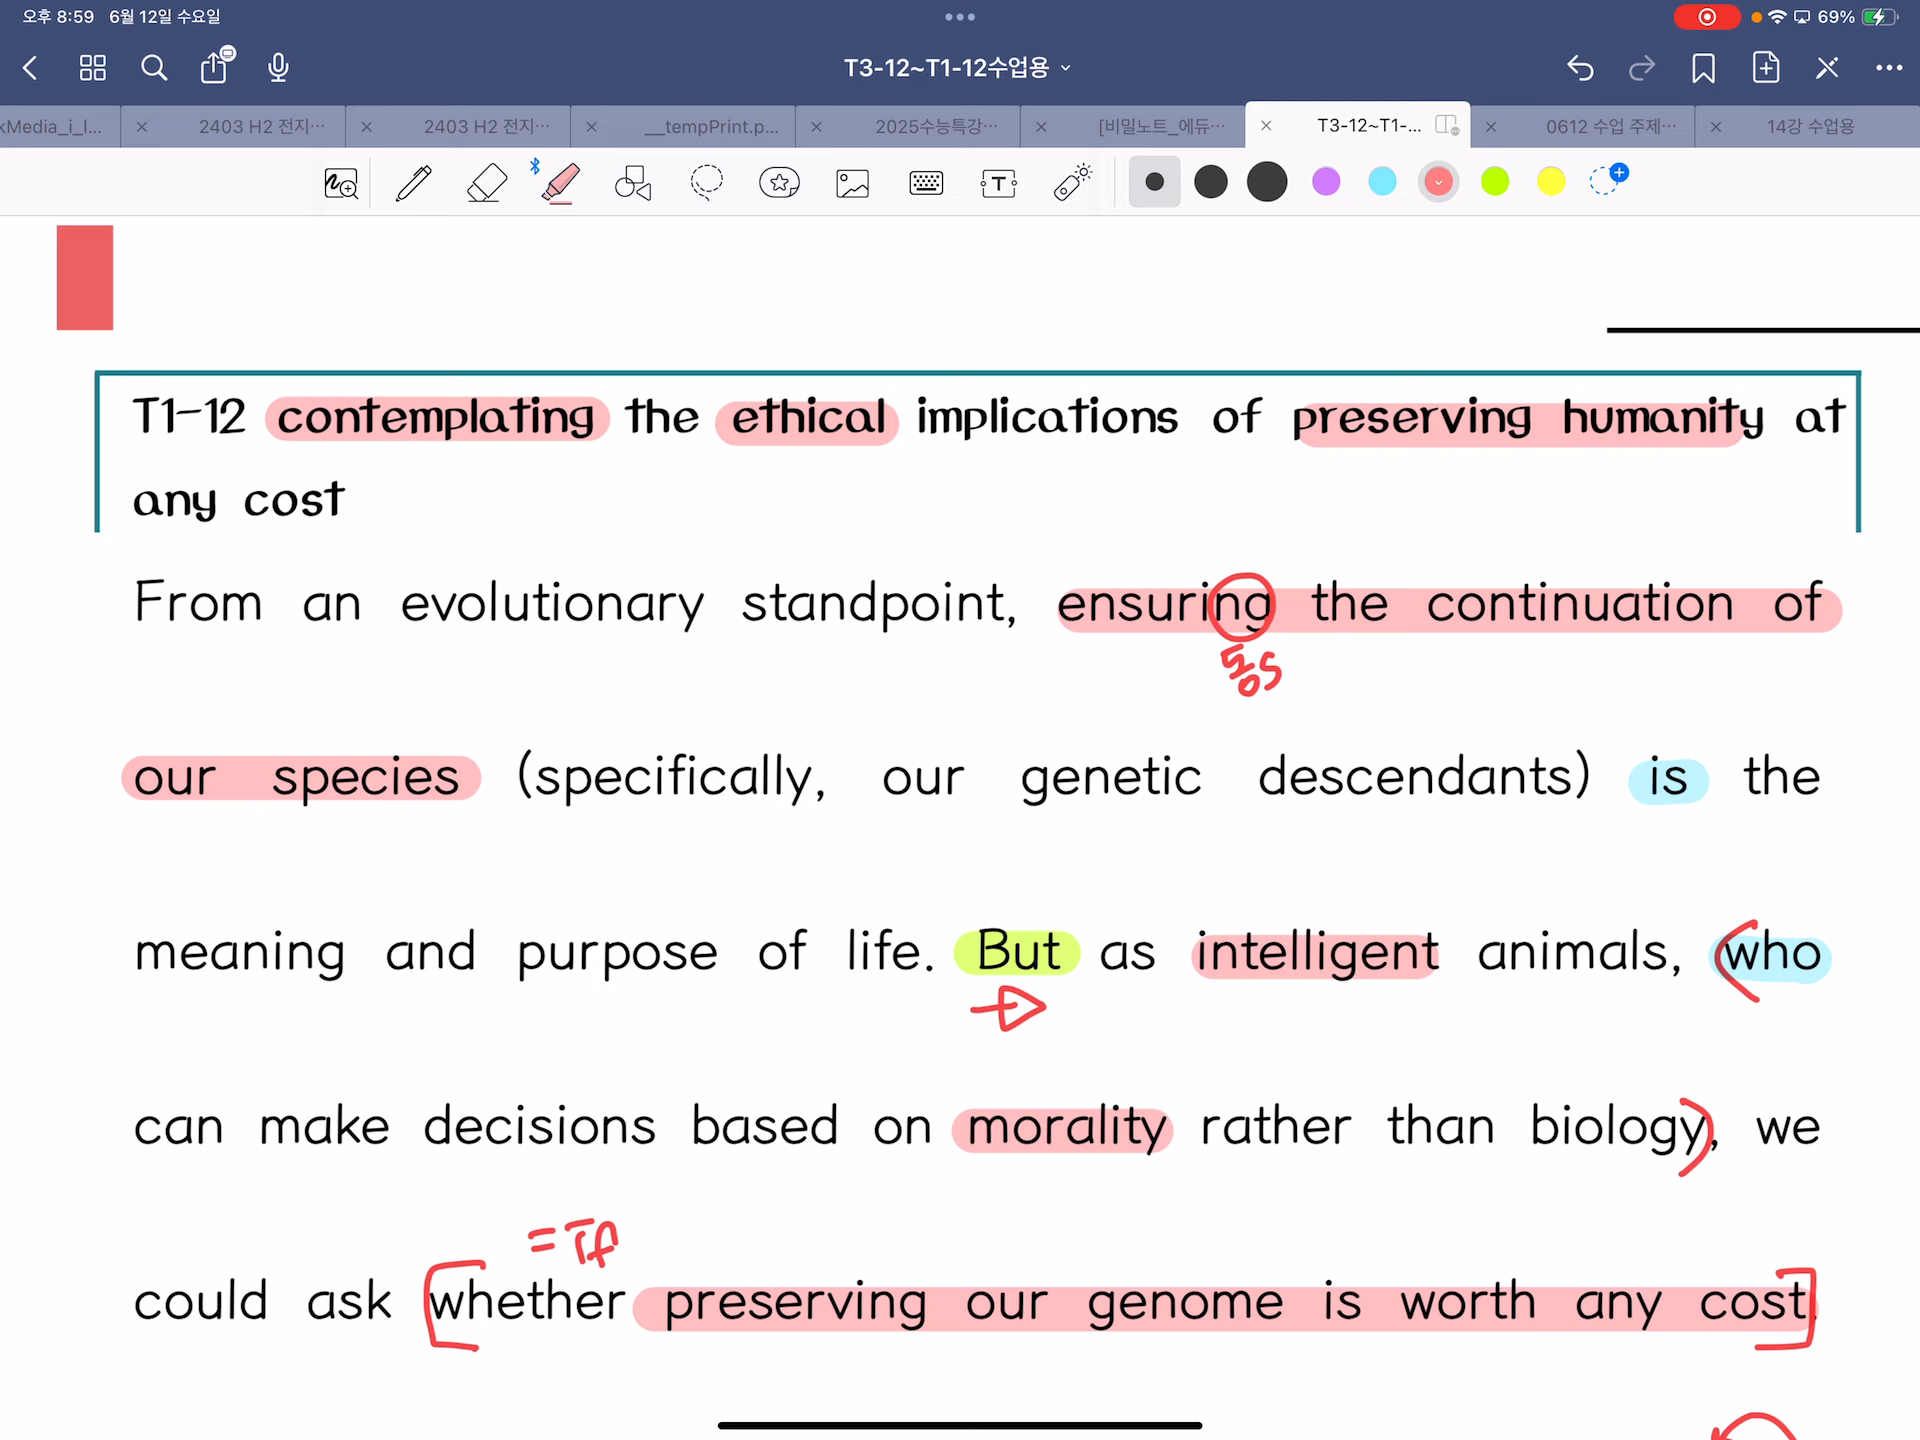 오후 8:59 6월 12일 수요일
69%
T3-12~T1-12수업용
kMedia_i_l...
2403 H2 전지...
2403 H2 전지...
__tempPrint.p...
2025수능특강...
[비밀노트_에듀...
T3-12~T1-...
0612 수업 주제...
14강 수업용
T1-12 contemplating the ethical implications of preserving humanity at
any cost
From an evolutionary standpoint, ensuring the continuation of
동S
our species (specifically, our genetic descendants) is the
meaning and purpose of life. But as intelligent animals, who
can make decisions based on morality rather than biology, we
= if
could ask whether preserving our genome is worth any cost.